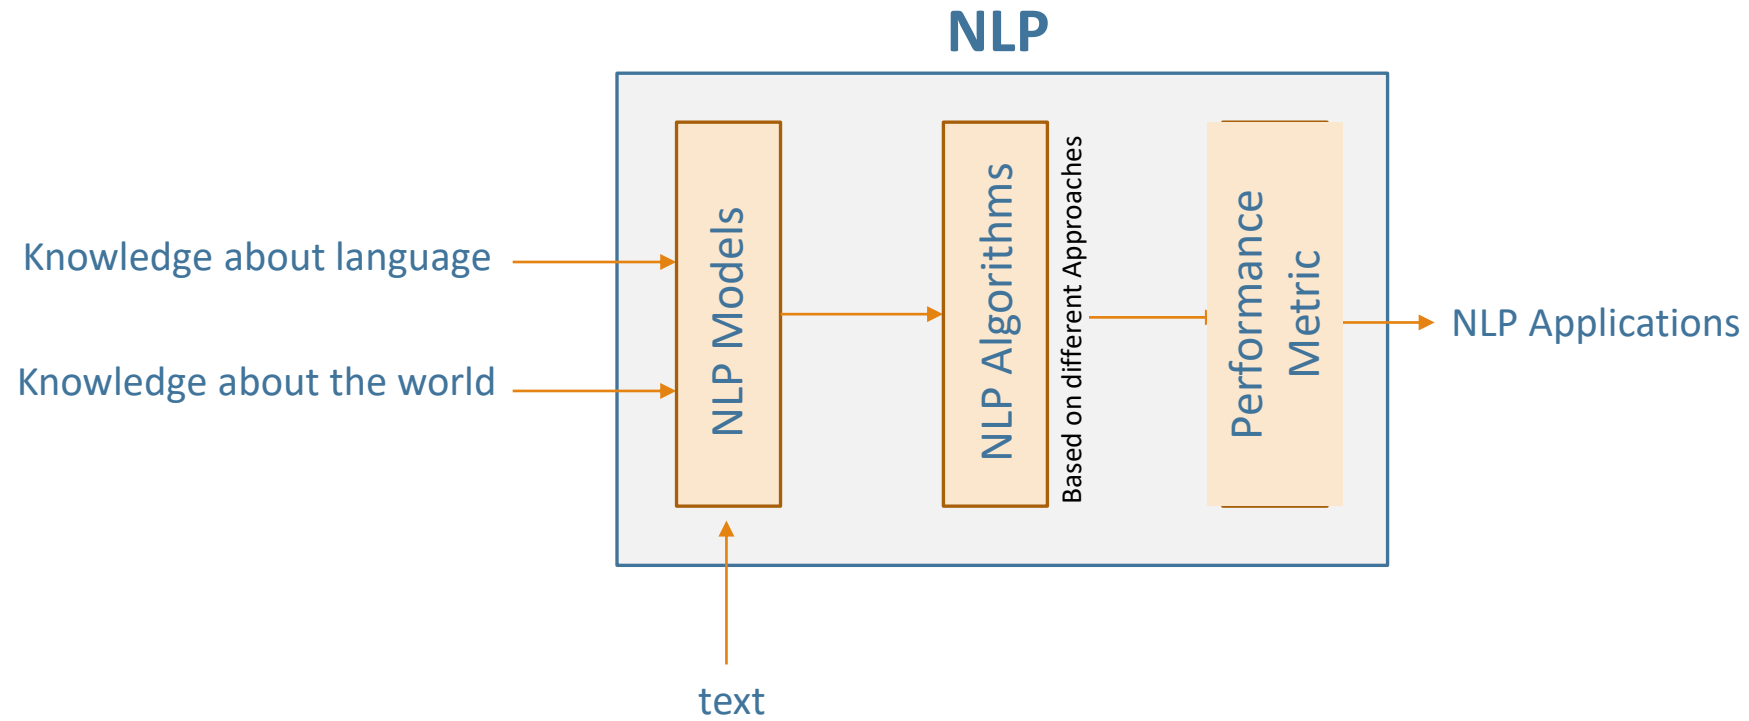 NLP
Knowledge about language
Knowledge about the world
NLP Models
NLP Algorithms
Based on different Approaches
Performance
Metric
NLP Applications
text